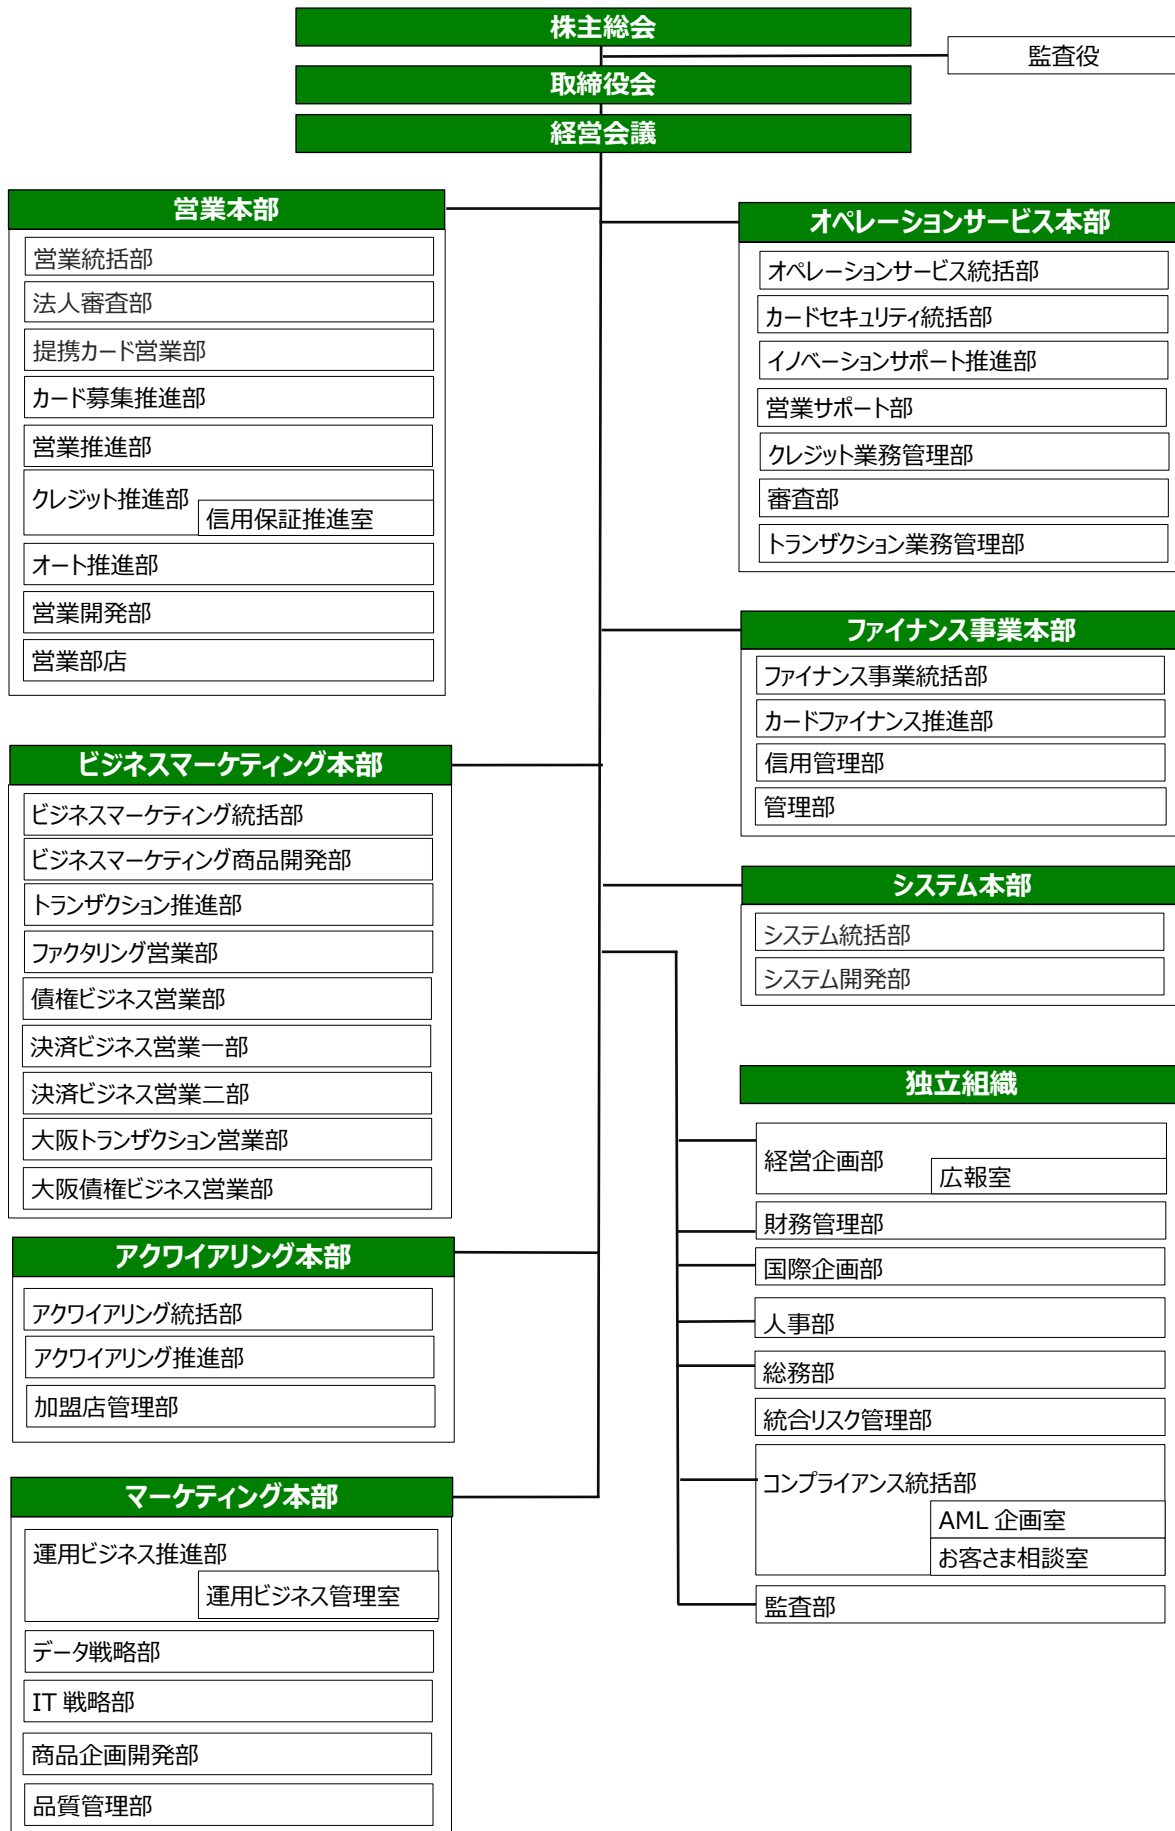 株主総会
監査役
取締役会
経営会議
営業本部
営業統括部
法人審査部
提携カード営業部
カード募集推進部
営業推進部
クレジット推進部
信用保証推進室
オート推進部
営業開発部
営業部店
ビジネスマーケティング本部
ビジネスマーケティング統括部
ビジネスマーケティング商品開発部
トランザクション推進部
ファクタリング営業部
債権ビジネス営業部
決済ビジネス営業一部
決済ビジネス営業二部
大阪トランザクション営業部
大阪債権ビジネス営業部
アクワイアリング本部
アクワイアリング統括部
アクワイアリング推進部
加盟店管理部
マーケティング本部
運用ビジネス推進部
運用ビジネス管理室
データ戦略部
IT 戦略部
商品企画開発部
品質管理部
オペレーションサービス本部
オペレーションサービス統括部
カードセキュリティ統括部
イノベーションサポート推進部
営業サポート部
クレジット業務管理部
審査部
トランザクション業務管理部
ファイナンス事業本部
ファイナンス事業統括部
カードファイナンス推進部
信用管理部
管理部
システム本部
システム統括部
システム開発部
独立組織
経営企画部
広報室
財務管理部
国際企画部
人事部
総務部
統合リスク管理部
コンプライアンス統括部
AML 企画室
お客さま相談室
監査部